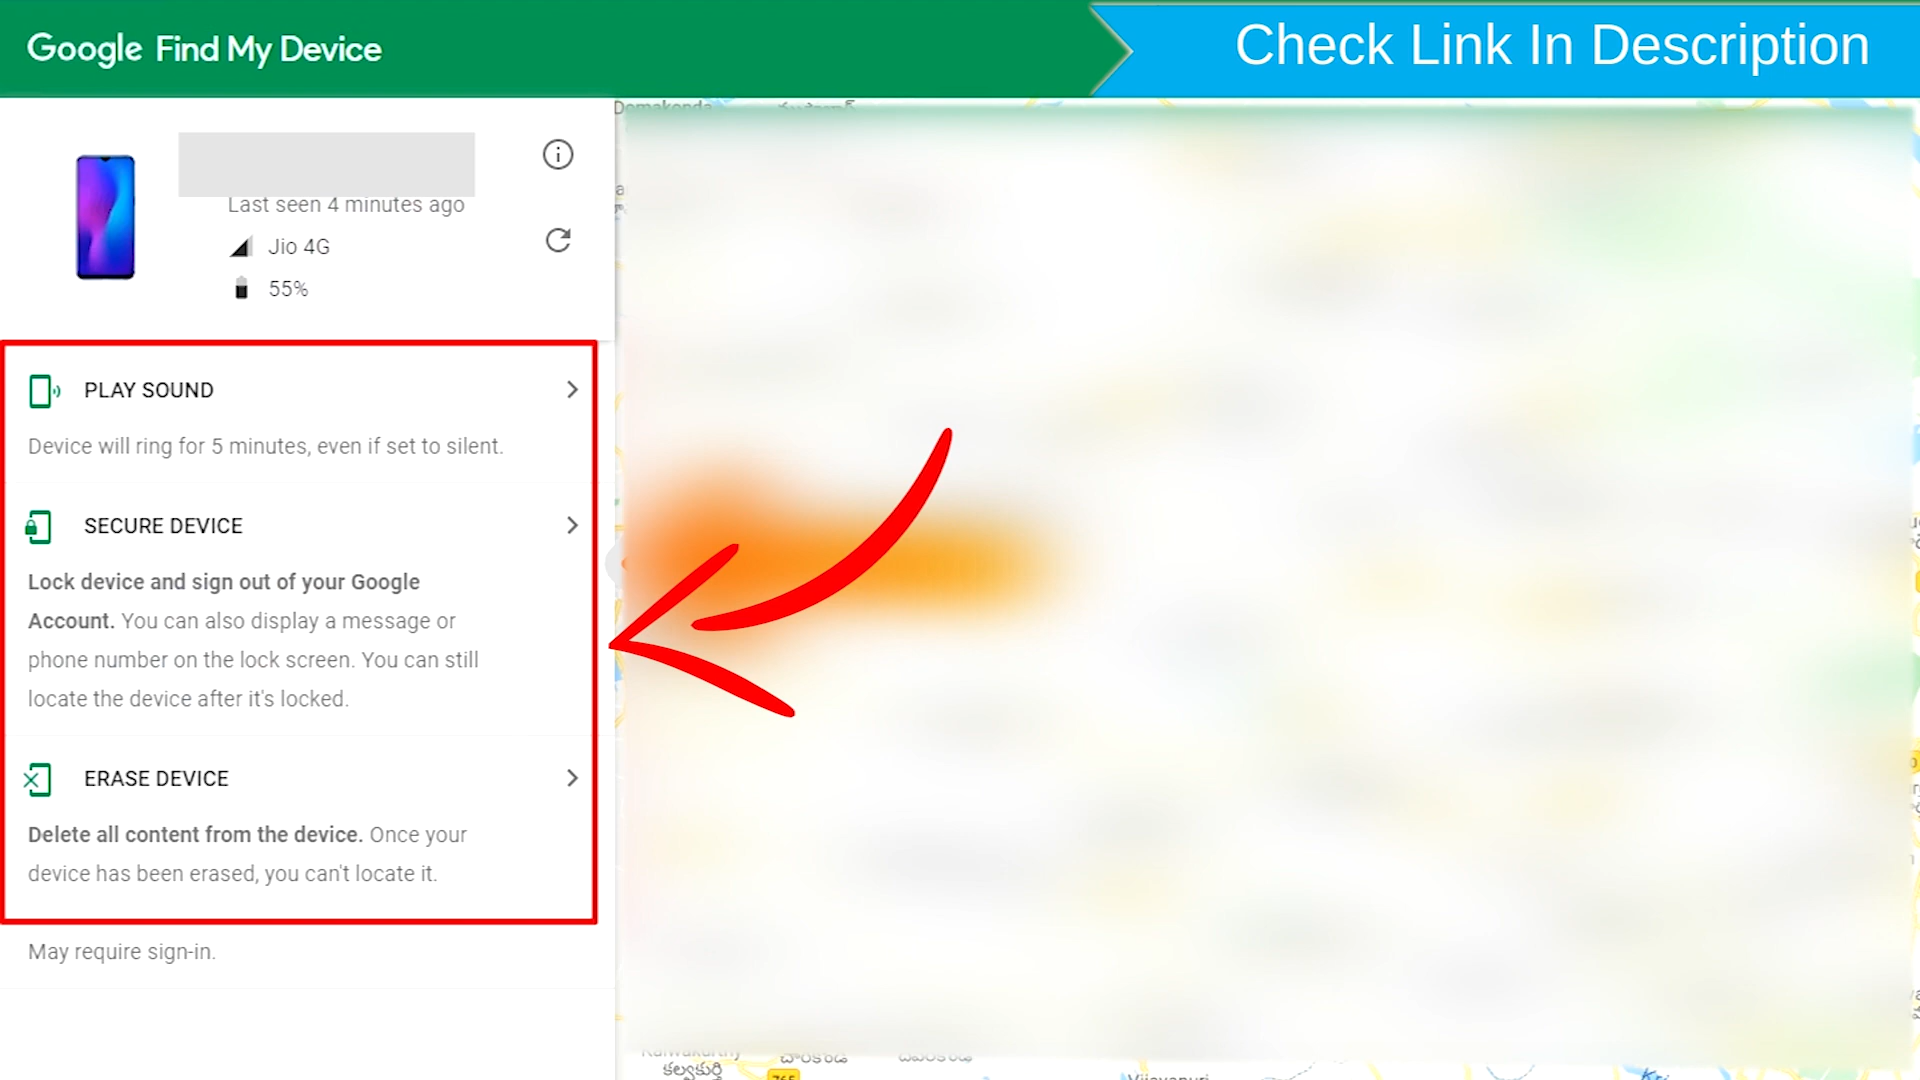 Google Find My Device
Check Link In Description
Last seen 4 minutes ago
Jio 4G
55%
PLAY SOUND
Device will ring for 5 minutes, even if set to silent.
SECURE DEVICE
Lock device and sign out of your Google
Account. You can also display a message or
phone number on the lock screen. You can still
locate the device after it's locked.
ERASE DEVICE
Delete all content from the device. Once your
device has been erased, you can't locate it.
May require sign-in.
Domakonda
కల్వకుర్తి
765